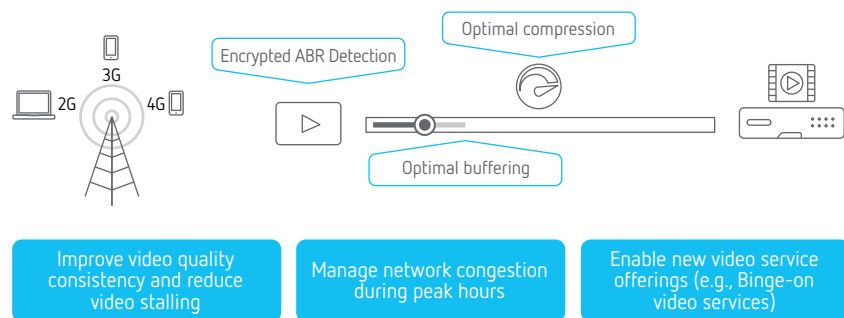 Optimal compression
Encrypted ABR Detection
3G
2G
4G
Optimal buffering
Improve video quality
consistency and reduce
video stalling
Manage network congestion
during peak hours
Enable new video service
offerings (e.g., Binge-on
video services)